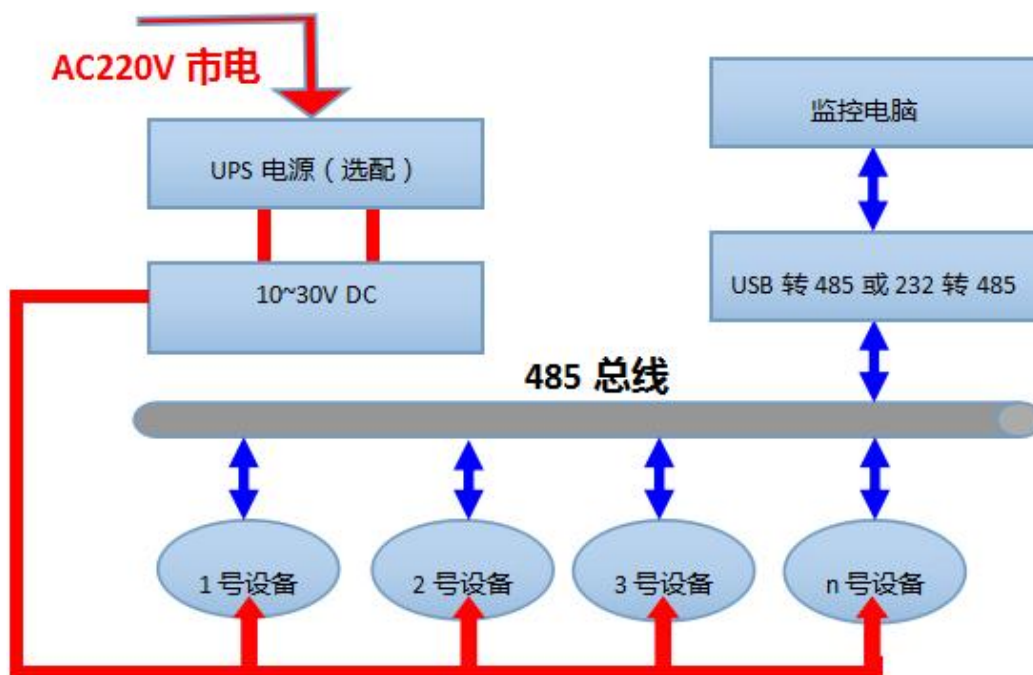 AC220V 市电
UPS 电源（选配）
10~30V DC
监控电脑
USB 转 485 或 232 转 485
485 总线
1 号设备
2 号设备
3 号设备
n 号设备